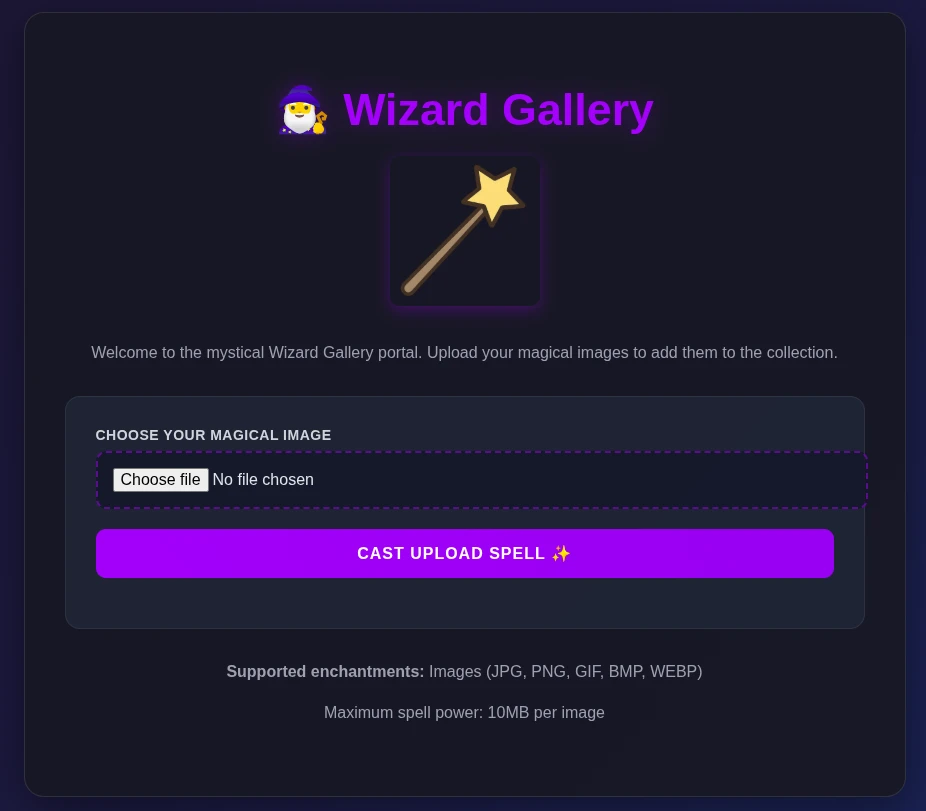 🧙‍♂️ Wizard Gallery
Welcome to the mystical Wizard Gallery portal. Upload your magical images to add them to the collection.
CHOOSE YOUR MAGICAL IMAGE
Choose file No file chosen
CAST UPLOAD SPELL ✨
Supported enchantments: Images (JPG, PNG, GIF, BMP, WEBP)
Maximum spell power: 10MB per image